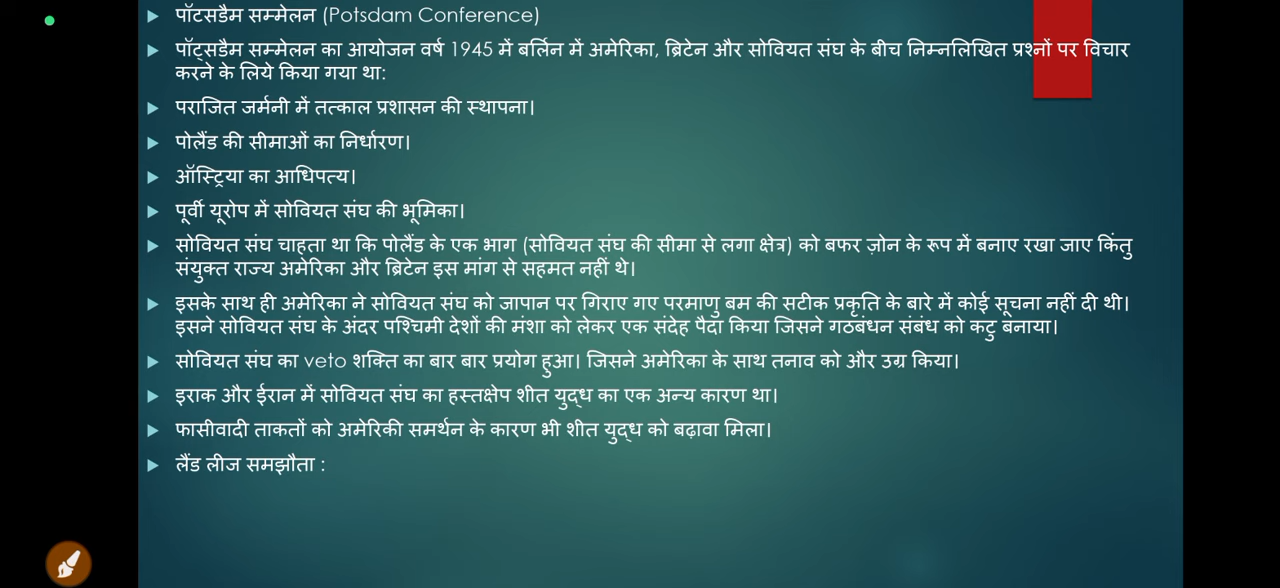 पॉटसडैम सम्मेलन (Potsdam Conference)
पॉट्सडैम सम्मेलन का आयोजन वर्ष 1945 में बर्लिन में अमेरिका, ब्रिटेन और सोवियत संघ के बीच निम्नलिखित प्रश्नों पर विचार
करने के लिये किया गया था:
पराजित जर्मनी में तत्काल प्रशासन की स्थापना।
पोलैंड की सीमाओं का निर्धारण।
ऑस्ट्रिया का आधिपत्य।
पूर्वी यूरोप में सोवियत संघ की भूमिका।
सोवियत संघ चाहता था कि पोलैंड के एक भाग (सोवियत संघ की सीमा से लगा क्षेत्र) को बफर ज़ोन के रूप में बनाए रखा जाए किंतु
संयुक्त राज्य अमेरिका और ब्रिटेन इस मांग से सहमत नहीं थे।
इसके साथ ही अमेरिका ने सोवियत संघ को जापान पर गिराए गए परमाणु बम की सटीक प्रकृति के बारे में कोई सूचना नहीं दी थी।
इसने सोवियत संघ के अंदर पश्चिमी देशों की मंशा को लेकर एक संदेह पैदा किया जिसने गठबंधन संबंध को कटु बनाया।
सोवियत संघ का veto शक्ति का बार बार प्रयोग हुआ। जिसने अमेरिका के साथ तनाव को और उग्र किया।
इराक और ईरान में सोवियत संघ का हस्तक्षेप शीत युद्ध का एक अन्य कारण था।
फासीवादी ताकतों को अमेरिकी समर्थन के कारण भी शीत युद्ध को बढ़ावा मिला।
लैंड लीज समझौता :